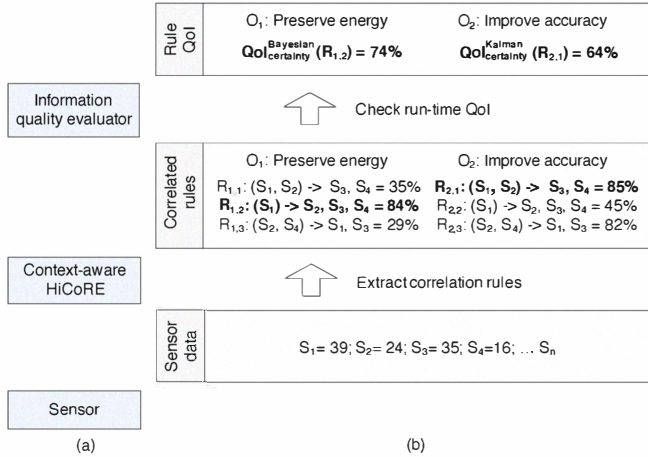 Rule QoI
O₁: Preserve energy
QoI^Bayesian_certainty (R₁.₂) = 74%
O₂: Improve accuracy
QoI^Kalman_certainty (R₂.₁) = 64%
Information quality evaluator
Check run-time QoI
Correlated rules
O₁: Preserve energy
R₁.₁: (S₁, S₂) -> S₃, S₄ = 35%
R₁.₂: (S₁) -> S₂, S₃, S₄ = 84%
R₁,₃: (S₂, S₄) -> S₁, S₃ = 29%
O₂: Improve accuracy
R₂.₁: (S₁, S₂) -> S₃, S₄ = 85%
R₂,₂: (S₁) -> S₂, S₃, S₄ = 45%
R₂,₃: (S₂, S₄) -> S₁, S₃ = 82%
Context-aware HiCoRE
Extract correlation rules
Sensor data
S₁= 39; S₂= 24; S₃= 35; S₄=16; ... Sₙ
Sensor
(a)
(b)